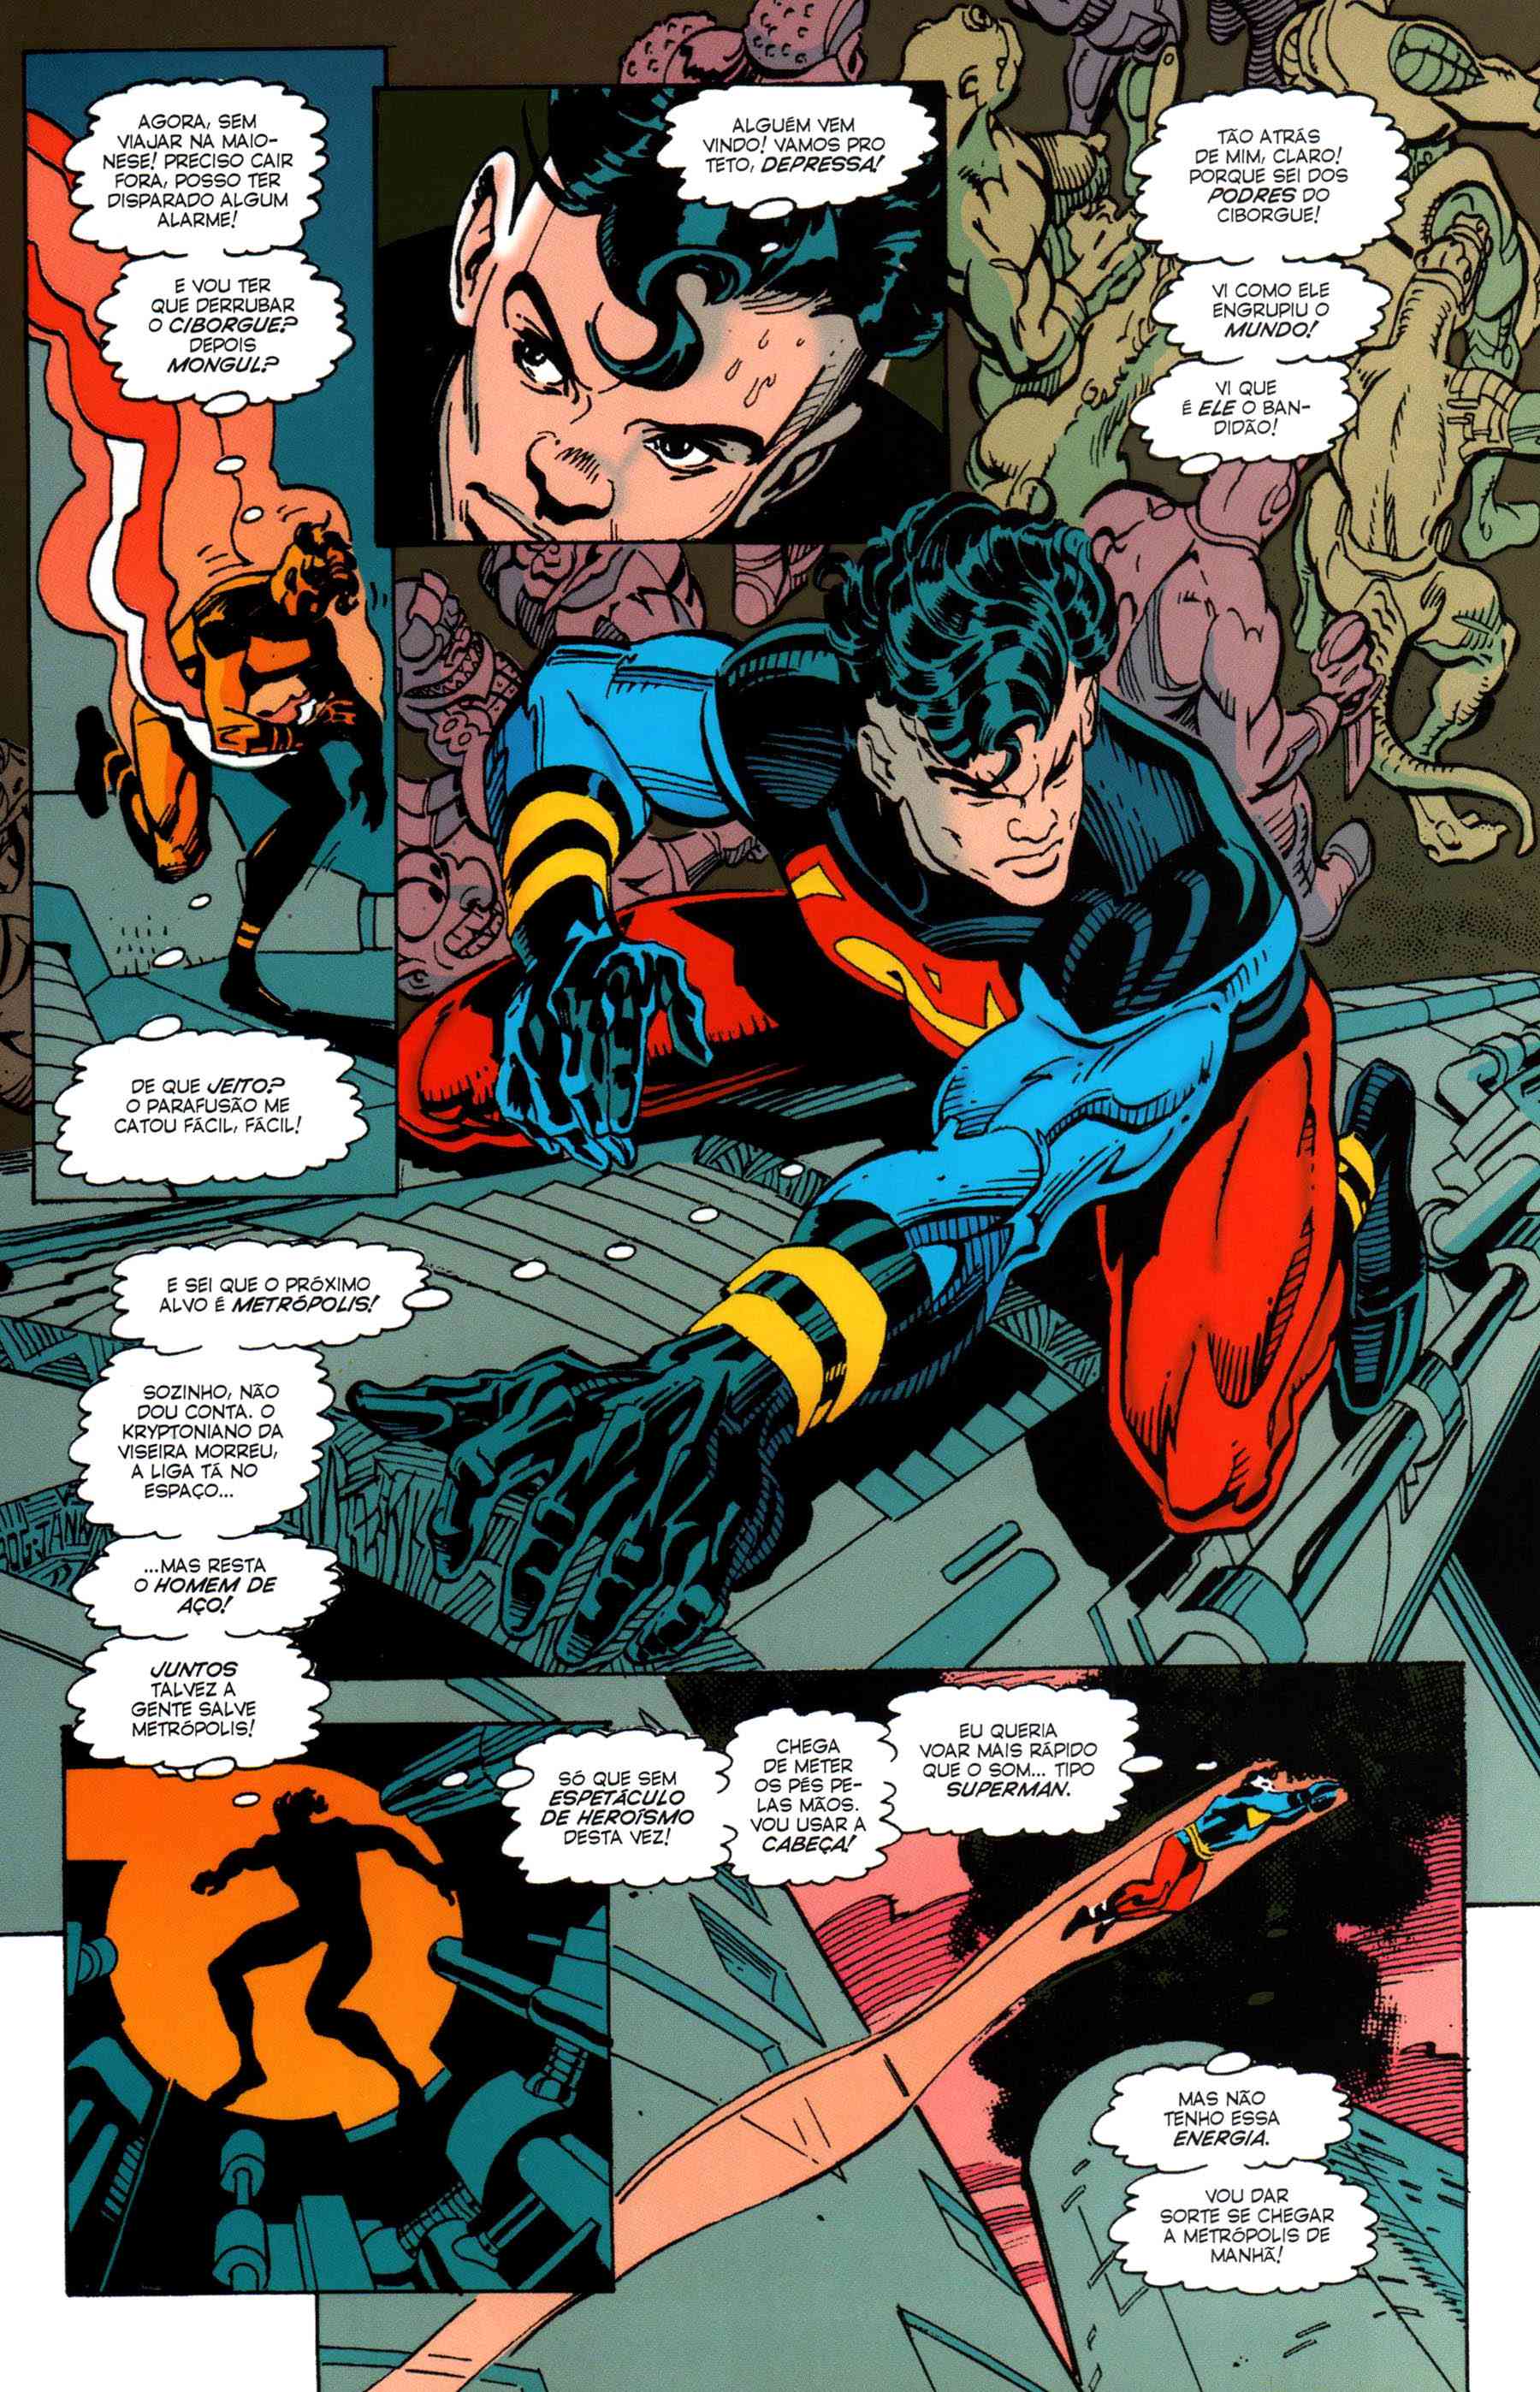 AGORA, SEM
VIAJAR NA MAIO-
NESE! PRECISO CAIR
FORA, POSSO TER
DISPARADO ALGUM
ALARME!
E VOU TER
QUE DERRUBAR
O CIBORGUE?
DEPOIS
MONGUL?
DE QUE JEITO?
O PARAFUSÃO ME
CATOU FÁCIL, FÁCIL!
ALGUÉM VEM
VINDO! VAMOS PRO
TETO, DEPRESSA!
TÃO ATRÁS
DE MIM, CLARO!
PORQUE SEI DOS
PODRES DO
CIBORGUE!
VI COMO ELE
ENGRUPIU O
MUNDO!
VI QUE
É ELE O BAN-
DIDÃO!
E SEI QUE O PRÓXIMO
ALVO É METRÓPOLIS!
SOZINHO, NÃO
DOU CONTA. O
KRYPTONIANO DA
VISEIRA MORREU,
A LIGA TÁ NO
ESPAÇO...
...MAS RESTA
O HOMEM DE
AÇO!
JUNTOS
TALVEZ A
GENTE SALVE
METRÓPOLIS!
SÓ QUE SEM
ESPETÁCULO
DE HEROÍSMO
DESTA VEZ!
CHEGA
DE METER
OS PÉS PE-
LAS MÃOS.
VOU USAR A
CABEÇA!
EU QUERIA
VOAR MAIS RÁPIDO
QUE O SOM... TIPO
SUPERMAN.
MAS NÃO
TENHO ESSA
ENERGIA.
VOU DAR
SORTE SE CHEGAR
A METRÓPOLIS DE
MANHÃ!